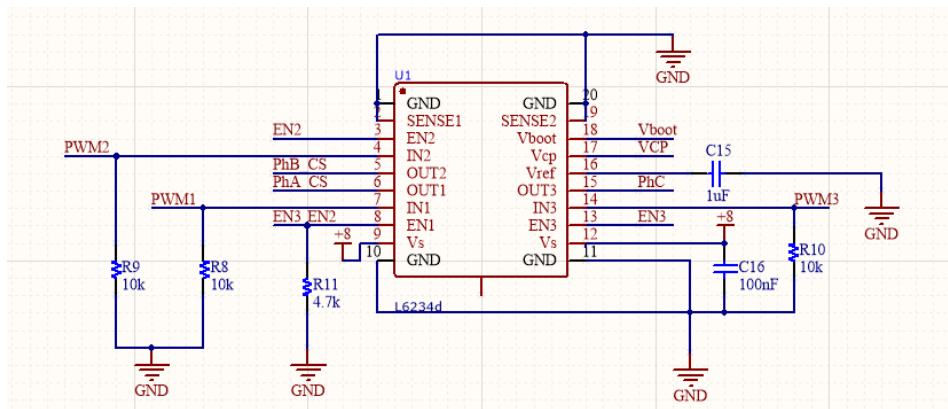 GND
U1
1 GND GND 20
2 SENSE1 SENSE2 19
EN2 3 EN2 Vboot 18 Vboot
PWM2 4 IN2 Vcp 17 VCP
PhB_CS 5 OUT2 Vref 16 C15 1uF
PhA_CS 6 OUT1 OUT3 15 PhC
PWM1 7 IN1 IN3 14 PWM3
EN3_EN2 8 EN1 EN3 13 EN3
+8 9 Vs Vs 12 +8
10 GND GND 11
GND
R9 R8 R11 C16 R10
10k 10k 4.7k 100nF 10k
L6234d
GND GND GND